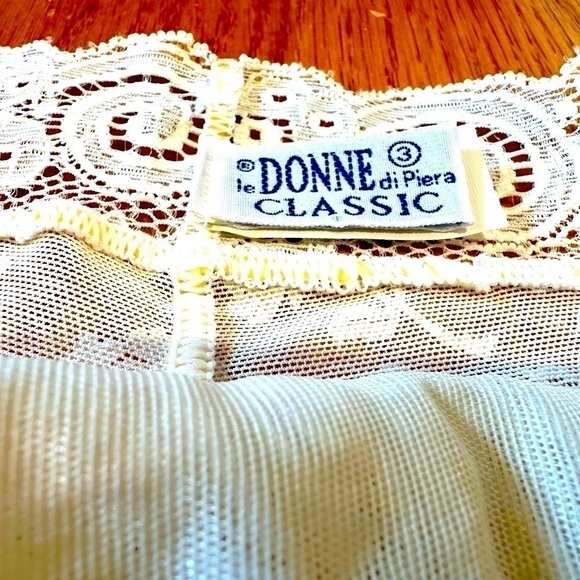 ® le DONNE di Piera ③
CLASSIC